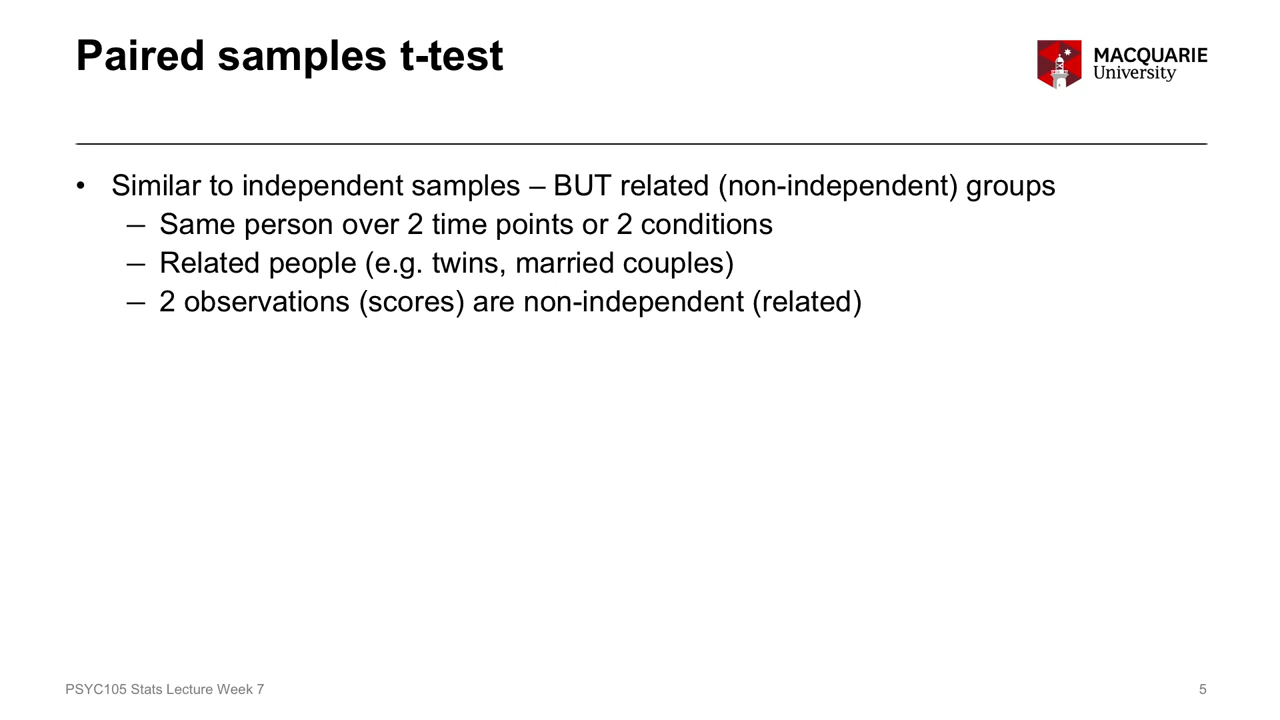 Paired samples t-test
MACQUARIE
University
• Similar to independent samples – BUT related (non-independent) groups
– Same person over 2 time points or 2 conditions
– Related people (e.g. twins, married couples)
– 2 observations (scores) are non-independent (related)
PSYC105 Stats Lecture Week 7
5